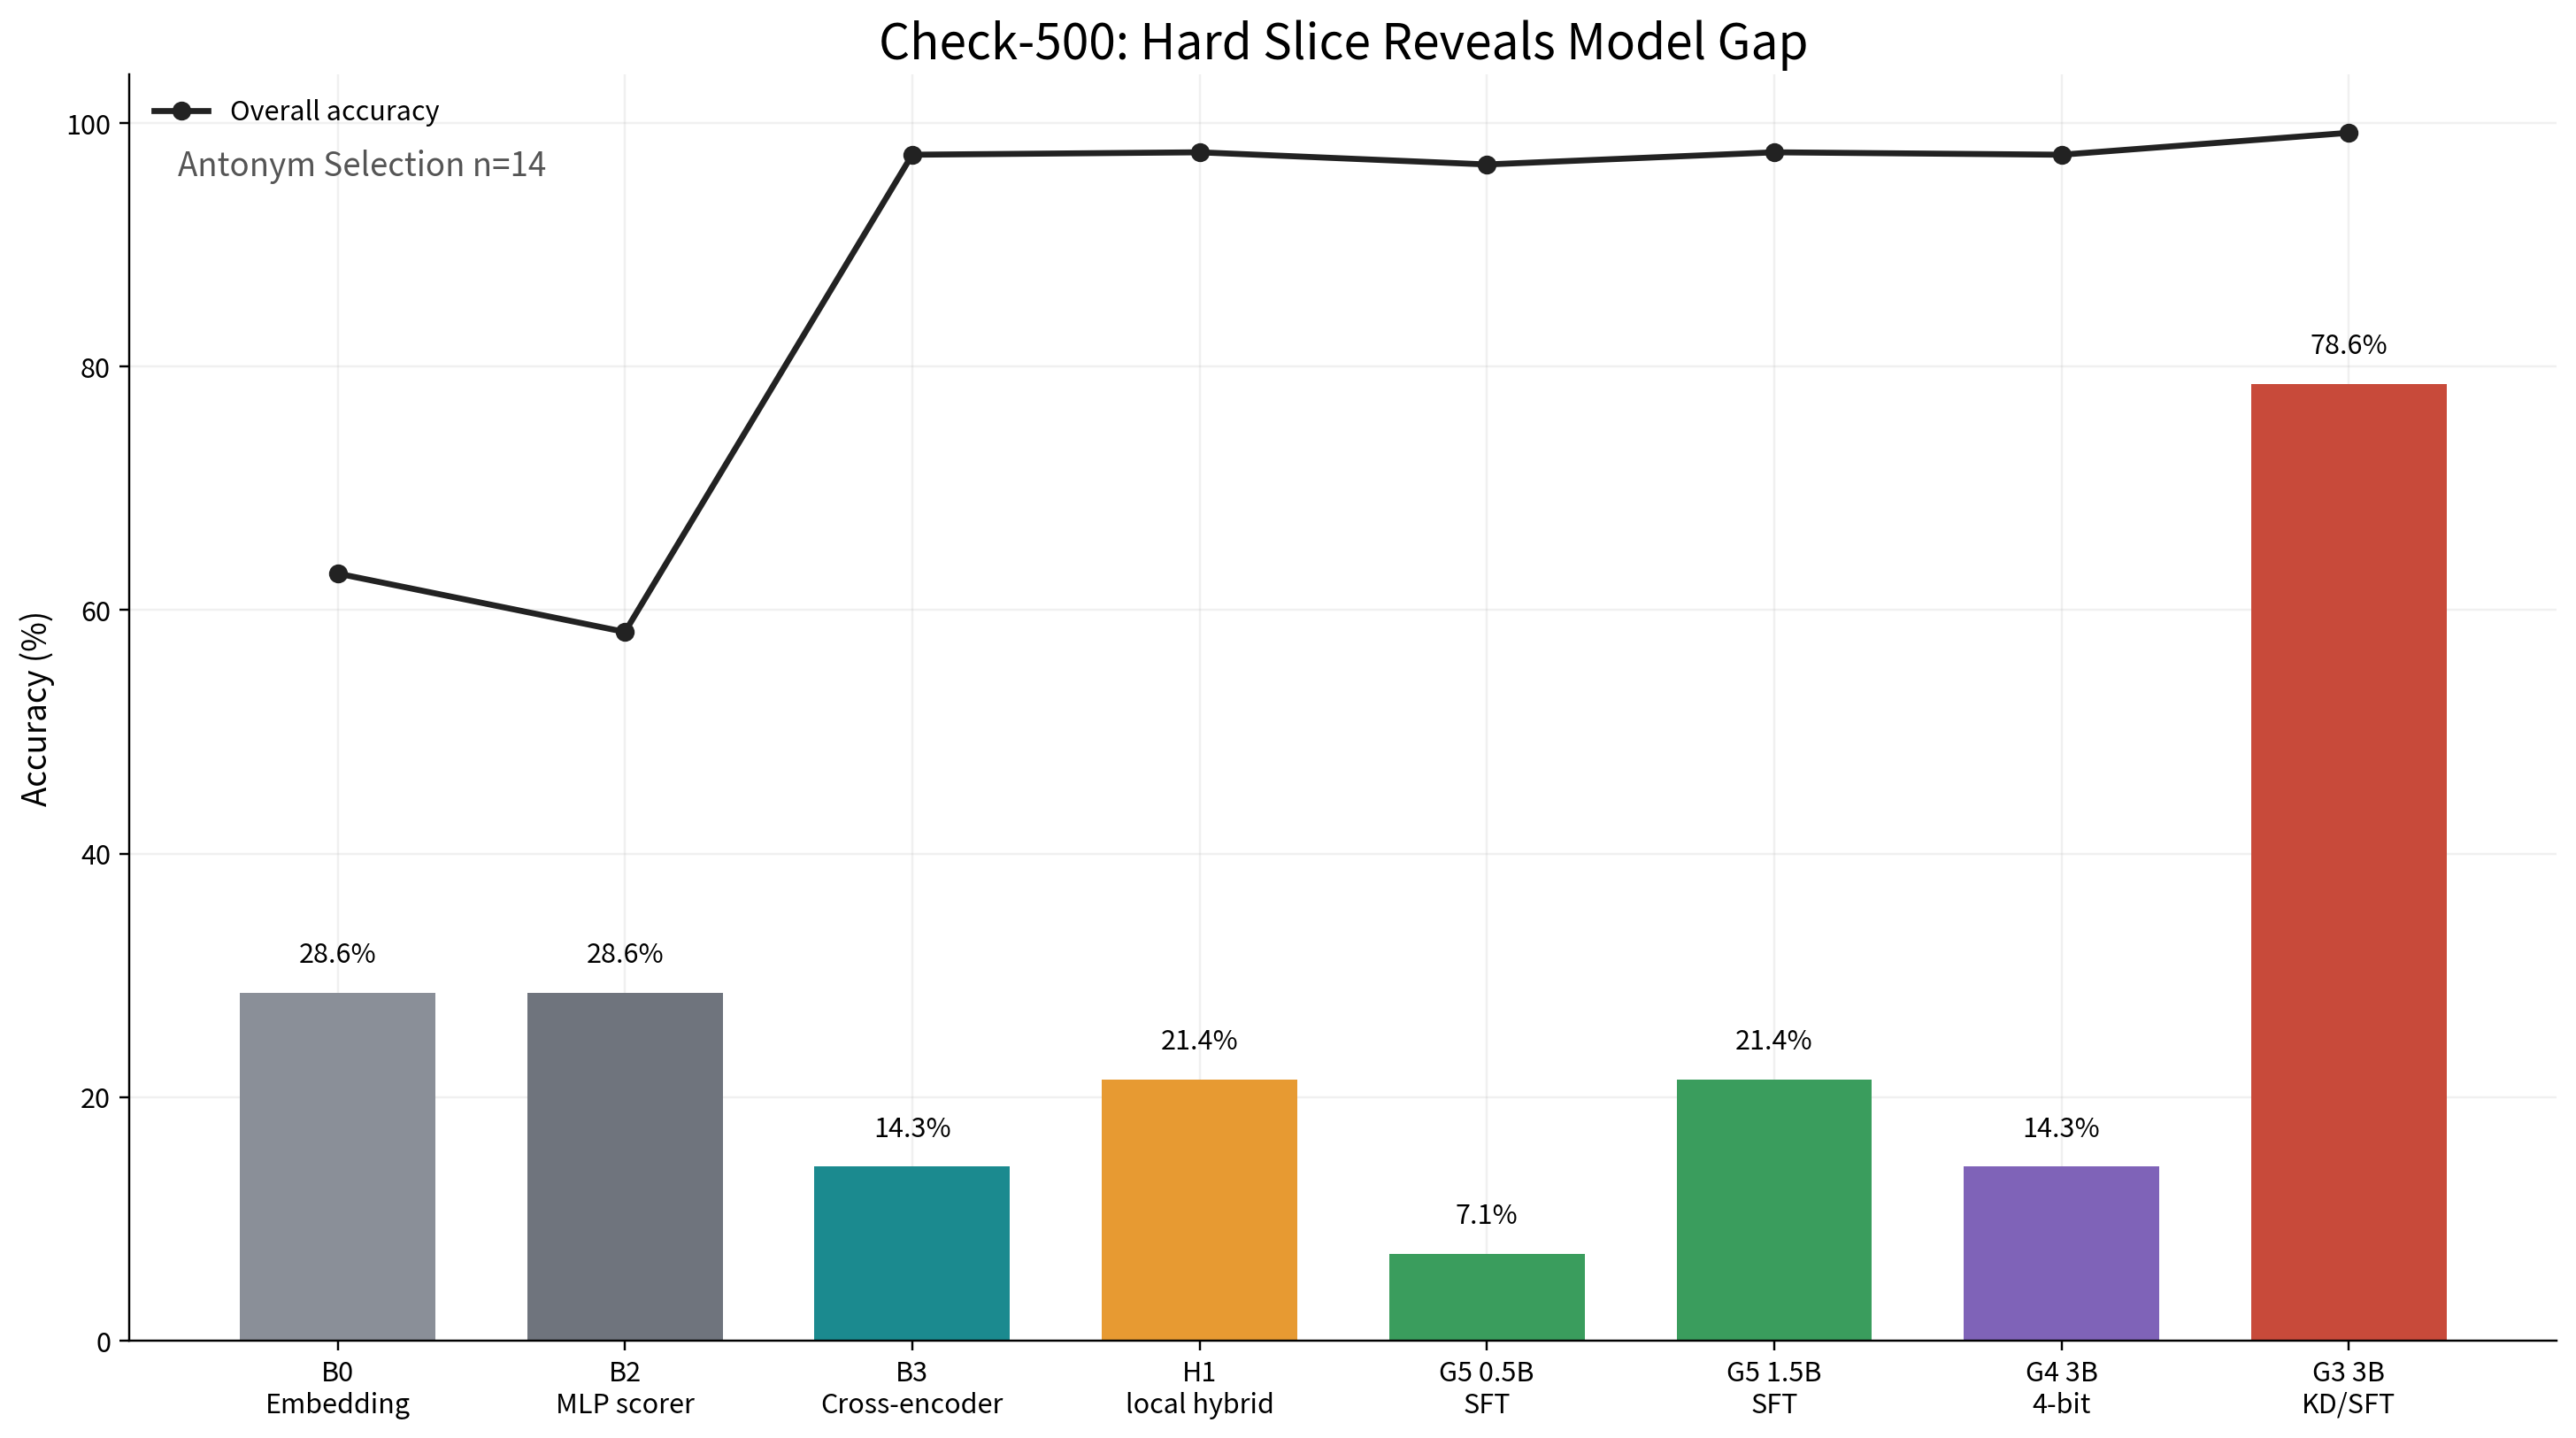 Check-500: Hard Slice Reveals Model Gap
Overall accuracy
Antonym Selection n=14
Accuracy (%)
100
80
60
40
20
0
28.6%
28.6%
14.3%
21.4%
7.1%
21.4%
14.3%
78.6%
B0
Embedding
B2
MLP scorer
B3
Cross-encoder
H1
local hybrid
G5 0.5B
SFT
G5 1.5B
SFT
G4 3B
4-bit
G3 3B
KD/SFT